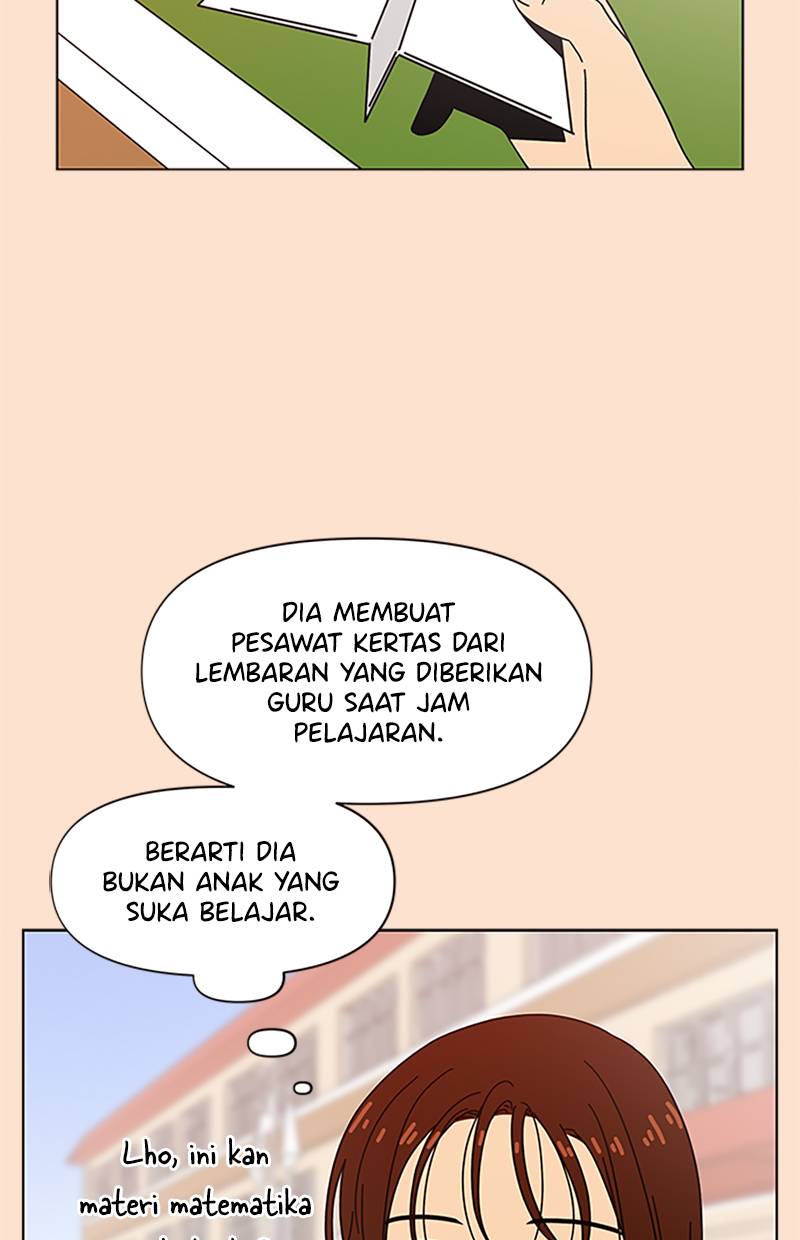 DIA MEMBUAT
PESAWAT KERTAS DARI
LEMBARAN YANG DIBERIKAN
GURU SAAT JAM
PELAJARAN.
BERARTI DIA
BUKAN ANAK YANG
SUKA BELAJAR.
Lho, ini kan
materi matematika